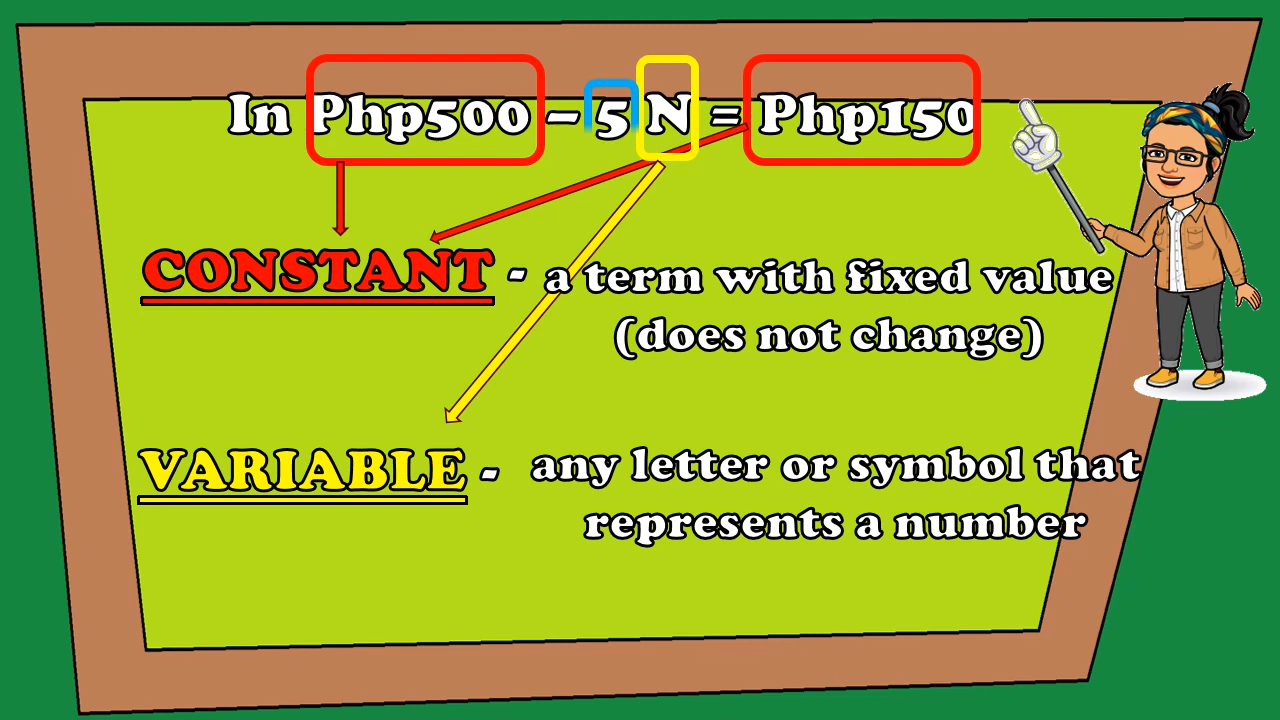 In Php500 – 5 N = Php150
CONSTANT - a term with fixed value
(does not change)
VARIABLE - any letter or symbol that
represents a number